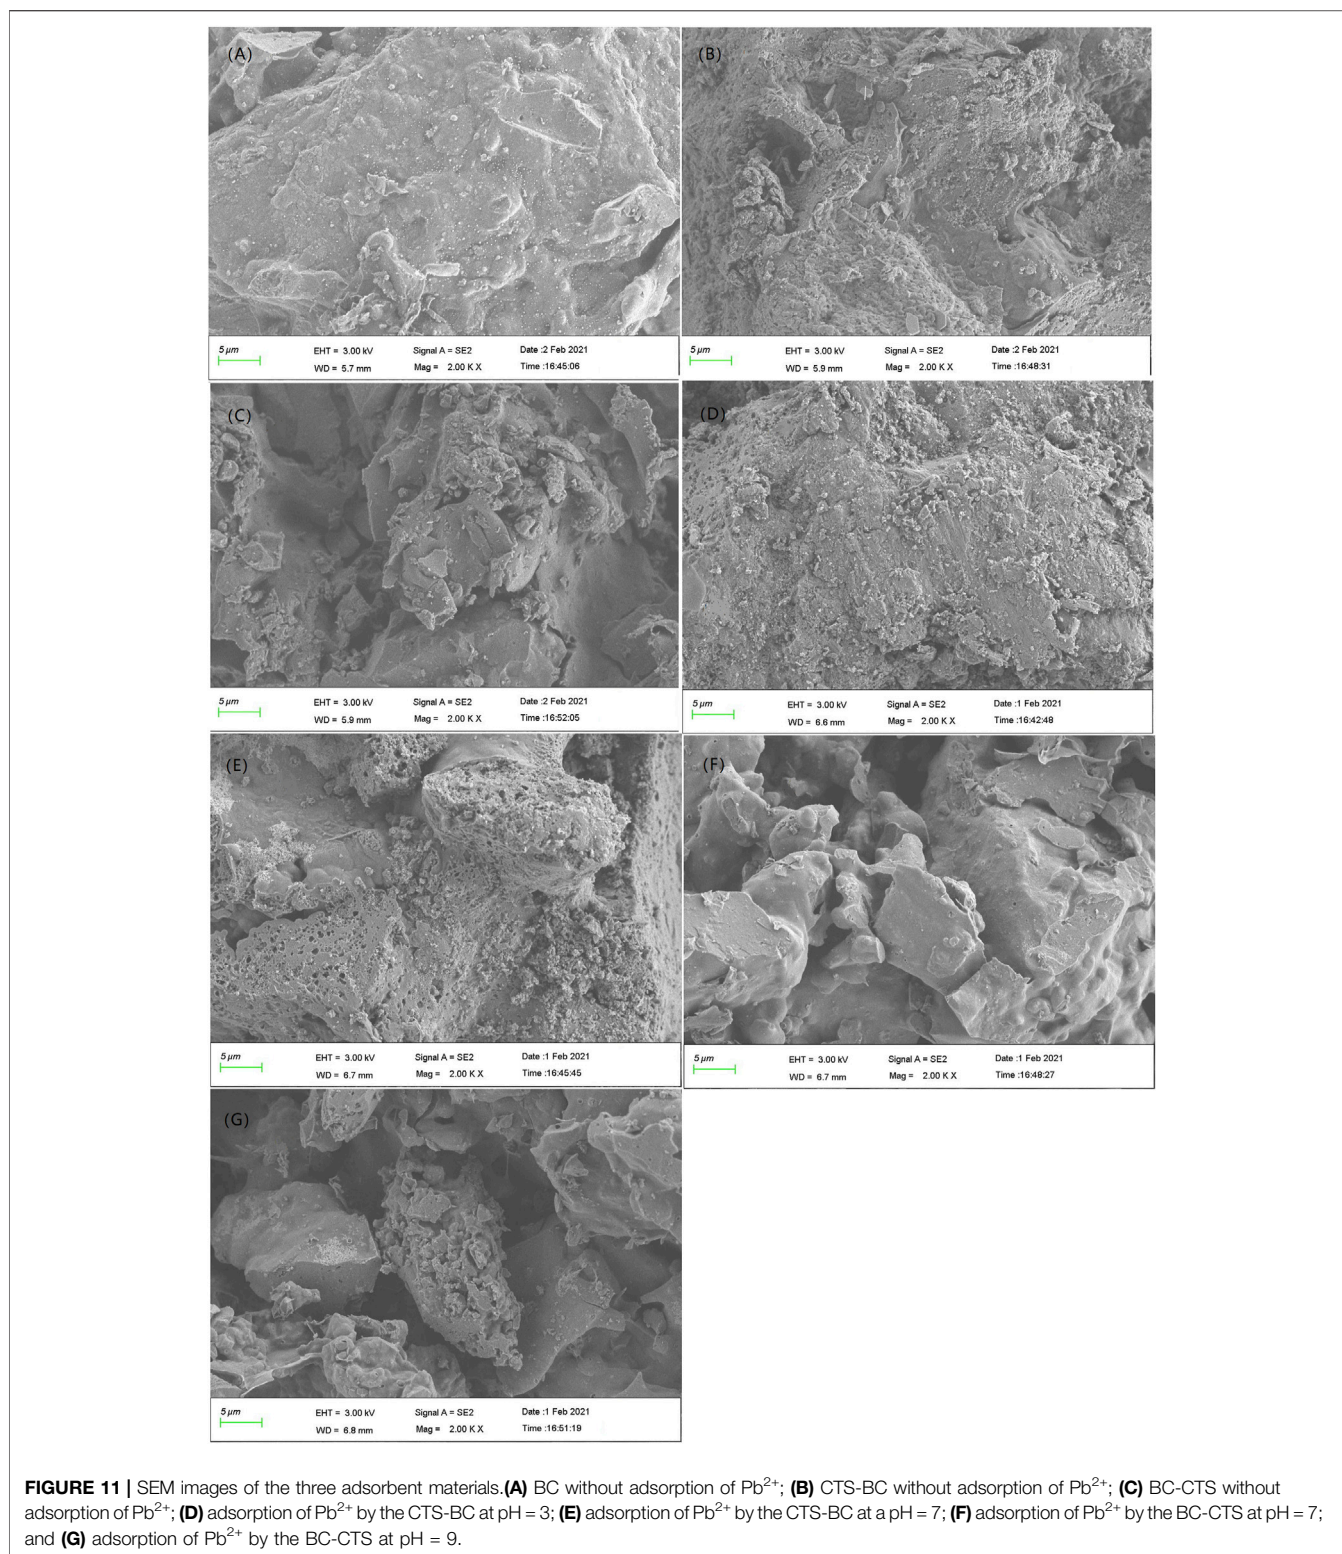 (A)
(B)
5 µm
EHT = 3.00 kV
Signal A = SE2
Date :2 Feb 2021
WD = 5.7 mm
Mag = 2.00 K X
Time :16:45:06
5 µm
EHT = 3.00 kV
Signal A = SE2
Date :2 Feb 2021
WD = 5.9 mm
Mag = 2.00 K X
Time :16:48:31
(C)
(D)
5 µm
EHT = 3.00 kV
Signal A = SE2
Date :2 Feb 2021
WD = 5.9 mm
Mag = 2.00 K X
Time :16:52:05
5 µm
EHT = 3.00 kV
Signal A = SE2
Date :1 Feb 2021
WD = 6.6 mm
Mag = 2.00 K X
Time :16:42:48
(E)
(F)
5 µm
EHT = 3.00 kV
Signal A = SE2
Date :1 Feb 2021
WD = 6.7 mm
Mag = 2.00 K X
Time :16:45:45
5 µm
EHT = 3.00 kV
Signal A = SE2
Date :1 Feb 2021
WD = 6.7 mm
Mag = 2.00 K X
Time :16:48:27
(G)
5 µm
EHT = 3.00 kV
Signal A = SE2
Date :1 Feb 2021
WD = 6.8 mm
Mag = 2.00 K X
Time :16:51:19
FIGURE 11 | SEM images of the three adsorbent materials.(A) BC without adsorption of Pb²⁺; (B) CTS-BC without adsorption of Pb²⁺; (C) BC-CTS without
adsorption of Pb²⁺; (D) adsorption of Pb²⁺ by the CTS-BC at pH = 3; (E) adsorption of Pb²⁺ by the CTS-BC at a pH = 7; (F) adsorption of Pb²⁺ by the BC-CTS at pH = 7;
and (G) adsorption of Pb²⁺ by the BC-CTS at pH = 9.